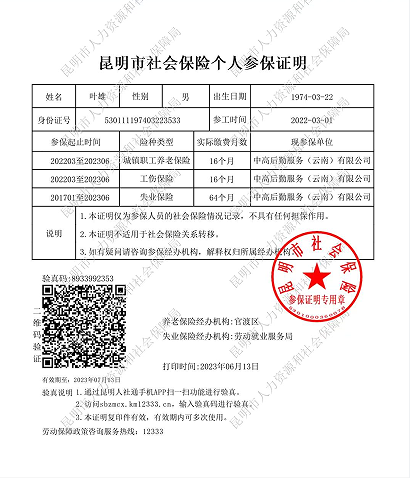 昆明市社会保险个人参保证明
姓名 叶雄 性别 男 出生日期 1974-03-22
身份证号 530111197403223533 参工时间 2022-03-01
参保起止时间 险种类型 实际缴费月数 现参保单位
202203至202306 城镇职工养老保险 16个月 中高后勤服务（云南）有限公司
202203至202306 工伤保险 16个月 中高后勤服务（云南）有限公司
201701至202306 失业保险 64个月 中高后勤服务（云南）有限公司
说明
1.本证明仅为参保人员的社会保险情况记录，不具有任何担保作用。
2.本证明不适用于社会保险关系转移。
3.如有疑问请咨询参保经办机构，解释权归所属经办机构
昆明市社会保险
参保证明专用章
验真码:8933992353
二维码验证
养老保险经办机构:官渡区
失业保险经办机构:劳动就业服务局
打印时间:2023年06月13日
有效期至: 2023年07月13日
验真说明 1.通过昆明人社通手机APP扫一扫功能进行验真。
2.访问sbzmcx.km12333.cn，输入验真码进行验真。
3.本证明复印件有效，有效期内可多次使用。
劳动保障政策咨询服务热线: 12333
昆明市人力资源和社会保障局